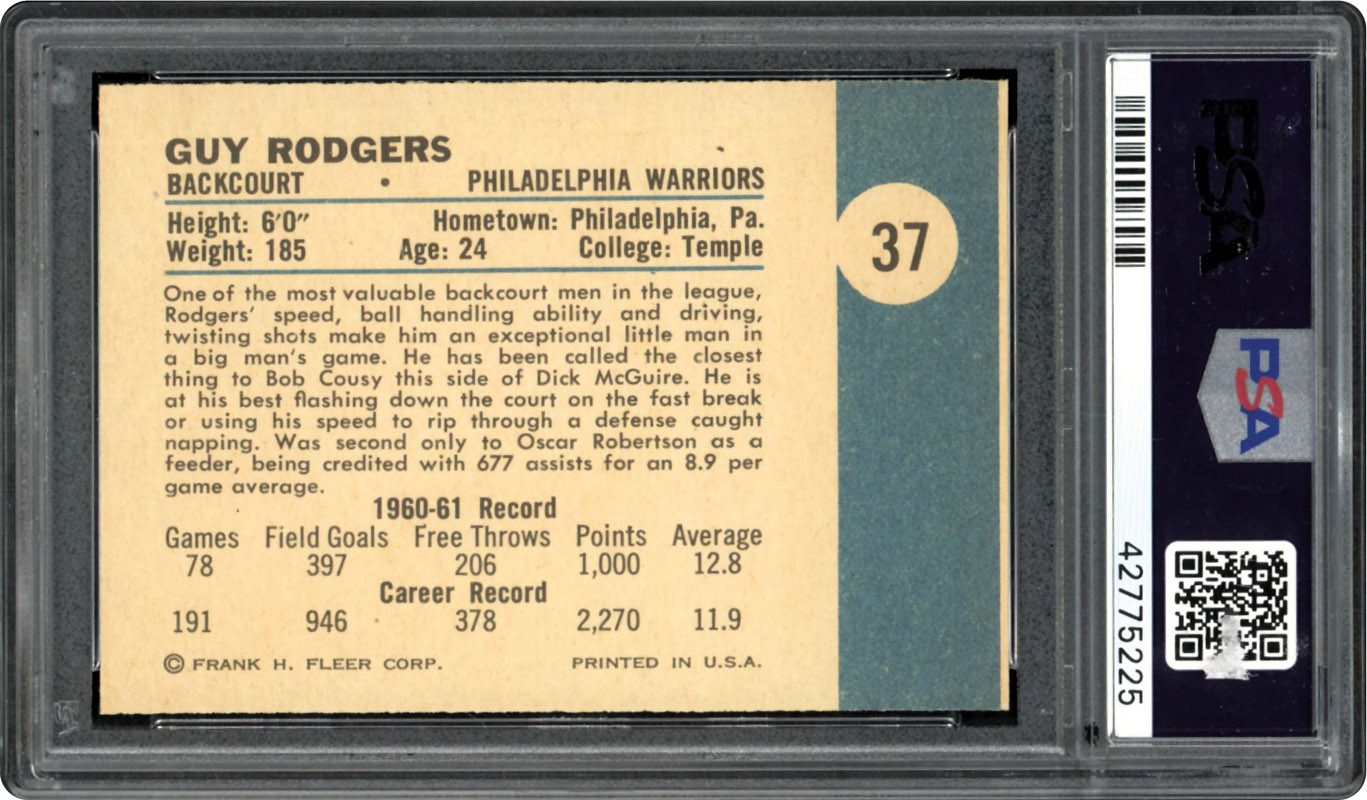 GUY RODGERS
BACKCOURT • PHILADELPHIA WARRIORS
Height: 6'0" Hometown: Philadelphia, Pa.
Weight: 185 Age: 24 College: Temple
37
One of the most valuable backcourt men in the league,
Rodgers' speed, ball handling ability and driving,
twisting shots make him an exceptional little man in
a big man's game. He has been called the closest
thing to Bob Cousy this side of Dick McGuire. He is
at his best flashing down the court on the fast break
or using his speed to rip through a defense caught
napping. Was second only to Oscar Robertson as a
feeder, being credited with 677 assists for an 8.9 per
game average.
1960-61 Record
Games Field Goals Free Throws Points Average
78 397 206 1,000 12.8
Career Record
191 946 378 2,270 11.9
© FRANK H. FLEER CORP. PRINTED IN U.S.A.
PSA
PSA
42775225